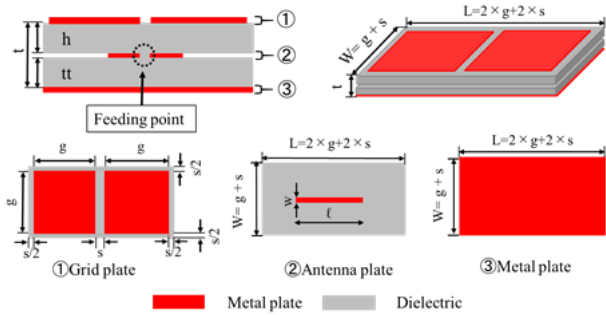 t
h
tt
①
②
③
Feeding point
L=2 × g+2 × s
W= g + s
t
g
g
g
s/2
s/2
s/2
s
s/2
①Grid plate
L=2 × g+2 × s
W= g + s
w
ℓ
②Antenna plate
L=2 × g+2 × s
W= g + s
③Metal plate
Metal plate
Dielectric